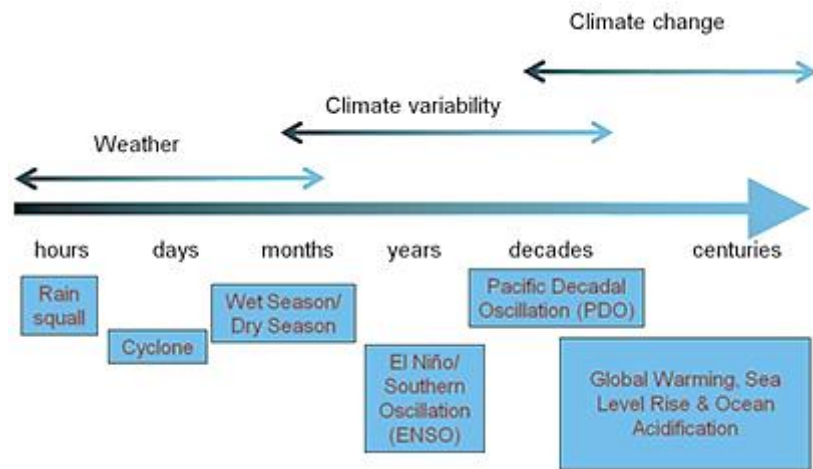 Climate change
Climate variability
Weather
hours days months years decades centuries
Rain
squall
Cyclone
Wet Season/
Dry Season
El Niño/
Southern
Oscillation
(ENSO)
Pacific Decadal
Oscillation (PDO)
Global Warming, Sea
Level Rise & Ocean
Acidification